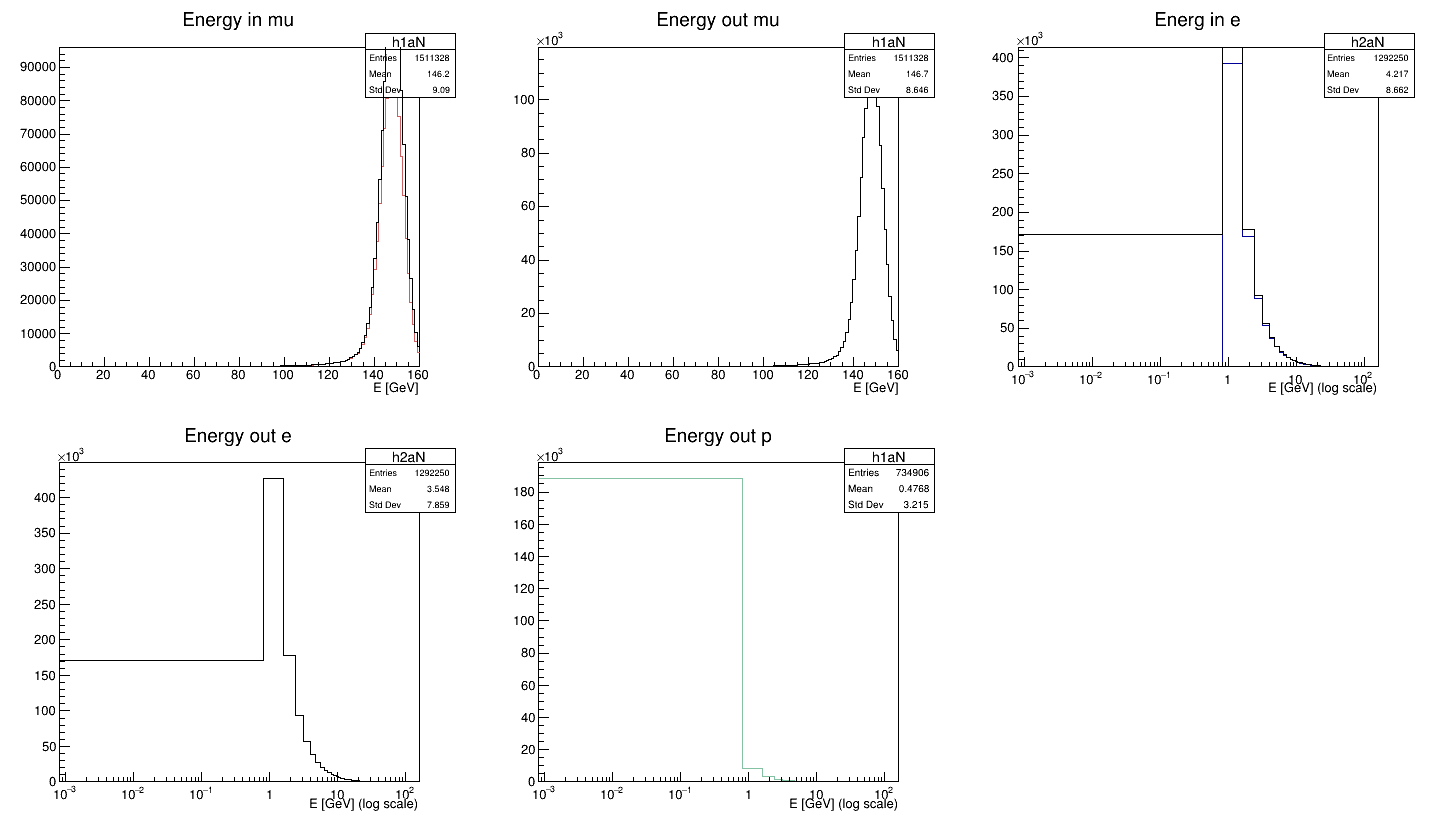 Energy in mu
h1aN
Entries 1511328
Mean 146.2
Std Dev 9.09
90000
80000
70000
60000
50000
40000
30000
20000
10000
0
0 20 40 60 80 100 120 140 160
E [GeV]
Energy out mu
×10³
h1aN
Entries 1511328
Mean 146.7
Std Dev 8.646
100
80
60
40
20
0
0 20 40 60 80 100 120 140 160
E [GeV]
Energ in e
×10³
h2aN
Entries 1292250
Mean 4.217
Std Dev 8.662
400
350
300
250
200
150
100
50
0
10⁻³ 10⁻² 10⁻¹ 1 10 10²
E [GeV] (log scale)
Energy out e
×10³
h2aN
Entries 1292250
Mean 3.548
Std Dev 7.859
400
350
300
250
200
150
100
50
0
10⁻³ 10⁻² 10⁻¹ 1 10 10²
E [GeV] (log scale)
Energy out p
×10³
h1aN
Entries 734906
Mean 0.4768
Std Dev 3.215
180
160
140
120
100
80
60
40
20
0
10⁻³ 10⁻² 10⁻¹ 1 10 10²
E [GeV] (log scale)